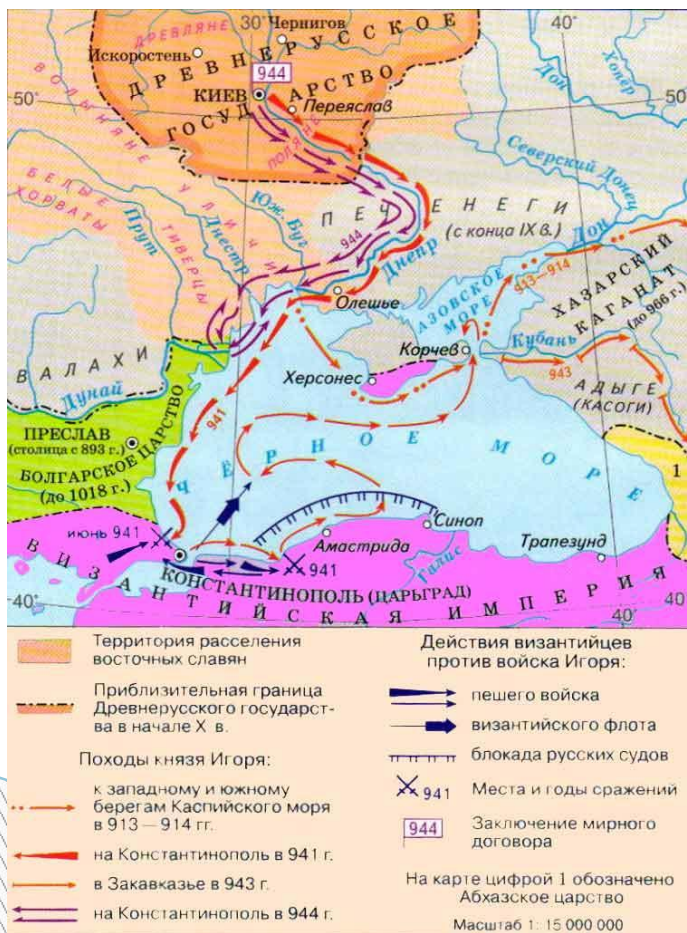 30°
40°
ДРЕВЛЯНЕ
Чернигов
Искоростень
ДРЕВНЕРУССКОЕ
ГОСУДАРСТВО
944
КИЕВ
Переяслав
50°
50°
Дон
Хопёр
ВОЛЫНЯНЕ
ПОЛЯНЕ
Северский Донец
БЕЛЫЕ
ХОРВАТЫ
УЛИЧИ
ТИВЕРЦЫ
Прут
Днестр
Юж. Буг
944
ПЕЧЕНЕГИ
(с конца IX в.)
Днепр
Дон
913—914
Олешье
АЗОВСКОЕ
МОРЕ
ХАЗАРСКИЙ
КАГАНАТ
(до 966 г.)
Корчев
Кубань
943
АДЫГЕ
(КАСОГИ)
ВАЛАХИ
Дунай
Херсонес
941
ПРЕСЛАВ
(столица с 893 г.)
БОЛГАРСКОЕ ЦАРСТВО
(до 1018 г.)
ЧЁРНОЕ МОРЕ
1
июнь 941
941
Синоп
Амастрида
Галис
Трапезунд
КОНСТАНТИНОПОЛЬ (ЦАРЬГРАД)
ВИЗАНТИЙСКАЯ ИМПЕРИЯ
40°
40
40
Территория расселения
восточных славян
Приблизительная граница
Древнерусского государст-
ва в начале X в.
Походы князя Игоря:
к западному и южному
берегам Каспийского моря
в 913 — 914 гг.
на Константинополь в 941 г.
в Закавказье в 943 г.
на Константинополь в 944 г.
Действия византийцев
против войска Игоря:
пешего войска
византийского флота
блокада русских судов
941 Места и годы сражений
944 Заключение мирного
договора
На карте цифрой 1 обозначено
Абхазское царство
Масштаб 1: 15 000 000